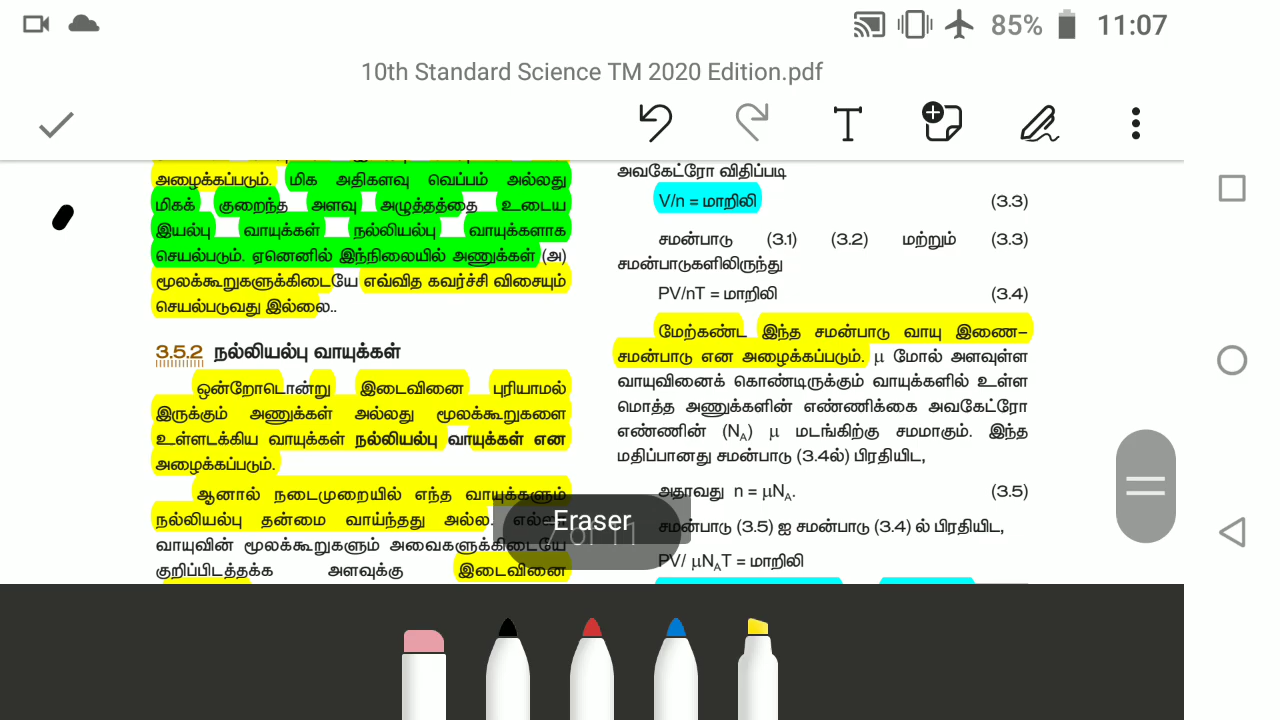 85% 11:07
10th Standard Science TM 2020 Edition.pdf
அழைக்கப்படும். மிக அதிகளவு வெப்பம் அல்லது
மிகக் குறைந்த அளவு அழுத்தத்தை உடைய
இயல்பு வாயுக்கள் நல்லியல்பு வாயுக்களாக
செயல்படும். ஏனெனில் இந்நிலையில் அணுக்கள் (அ)
மூலக்கூறுகளுக்கிடையே எவ்வித கவர்ச்சி விசையும்
செயல்படுவது இல்லை..
3.5.2 நல்லியல்பு வாயுக்கள்
ஒன்றோடொன்று இடைவினை புரியாமல்
இருக்கும் அணுக்கள் அல்லது மூலக்கூறுகளை
உள்ளடக்கிய வாயுக்கள் நல்லியல்பு வாயுக்கள் என
அழைக்கப்படும்.
ஆனால் நடைமுறையில் எந்த வாயுக்களும்
நல்லியல்பு தன்மை வாய்ந்தது அல்ல.
வாயுவின் மூலக்கூறுகளும் அவைகளுக்கிடையே
குறிப்பிடத்தக்க அளவுக்கு இடைவினை
அவகேட்ரோ விதிப்படி
V/n = மாறிலி (3.3)
சமன்பாடு (3.1) (3.2) மற்றும் (3.3)
சமன்பாடுகளிலிருந்து
PV/nT = மாறிலி (3.4)
மேற்கண்ட இந்த சமன்பாடு வாயு இணை–
சமன்பாடு என அழைக்கப்படும். μ மோல் அளவுள்ள
வாயுவினைக் கொண்டிருக்கும் வாயுக்களில் உள்ள
மொத்த அணுக்களின் எண்ணிக்கை அவகேட்ரோ
எண்ணின் (N_A) μ மடங்கிற்கு சமமாகும். இந்த
மதிப்பானது சமன்பாடு (3.4ல்) பிரதியிட,
அதாவது n = μN_A. (3.5)
சமன்பாடு (3.5) ஐ சமன்பாடு (3.4) ல் பிரதியிட,
PV/ μN_AT = மாறிலி
Eraser
of 11